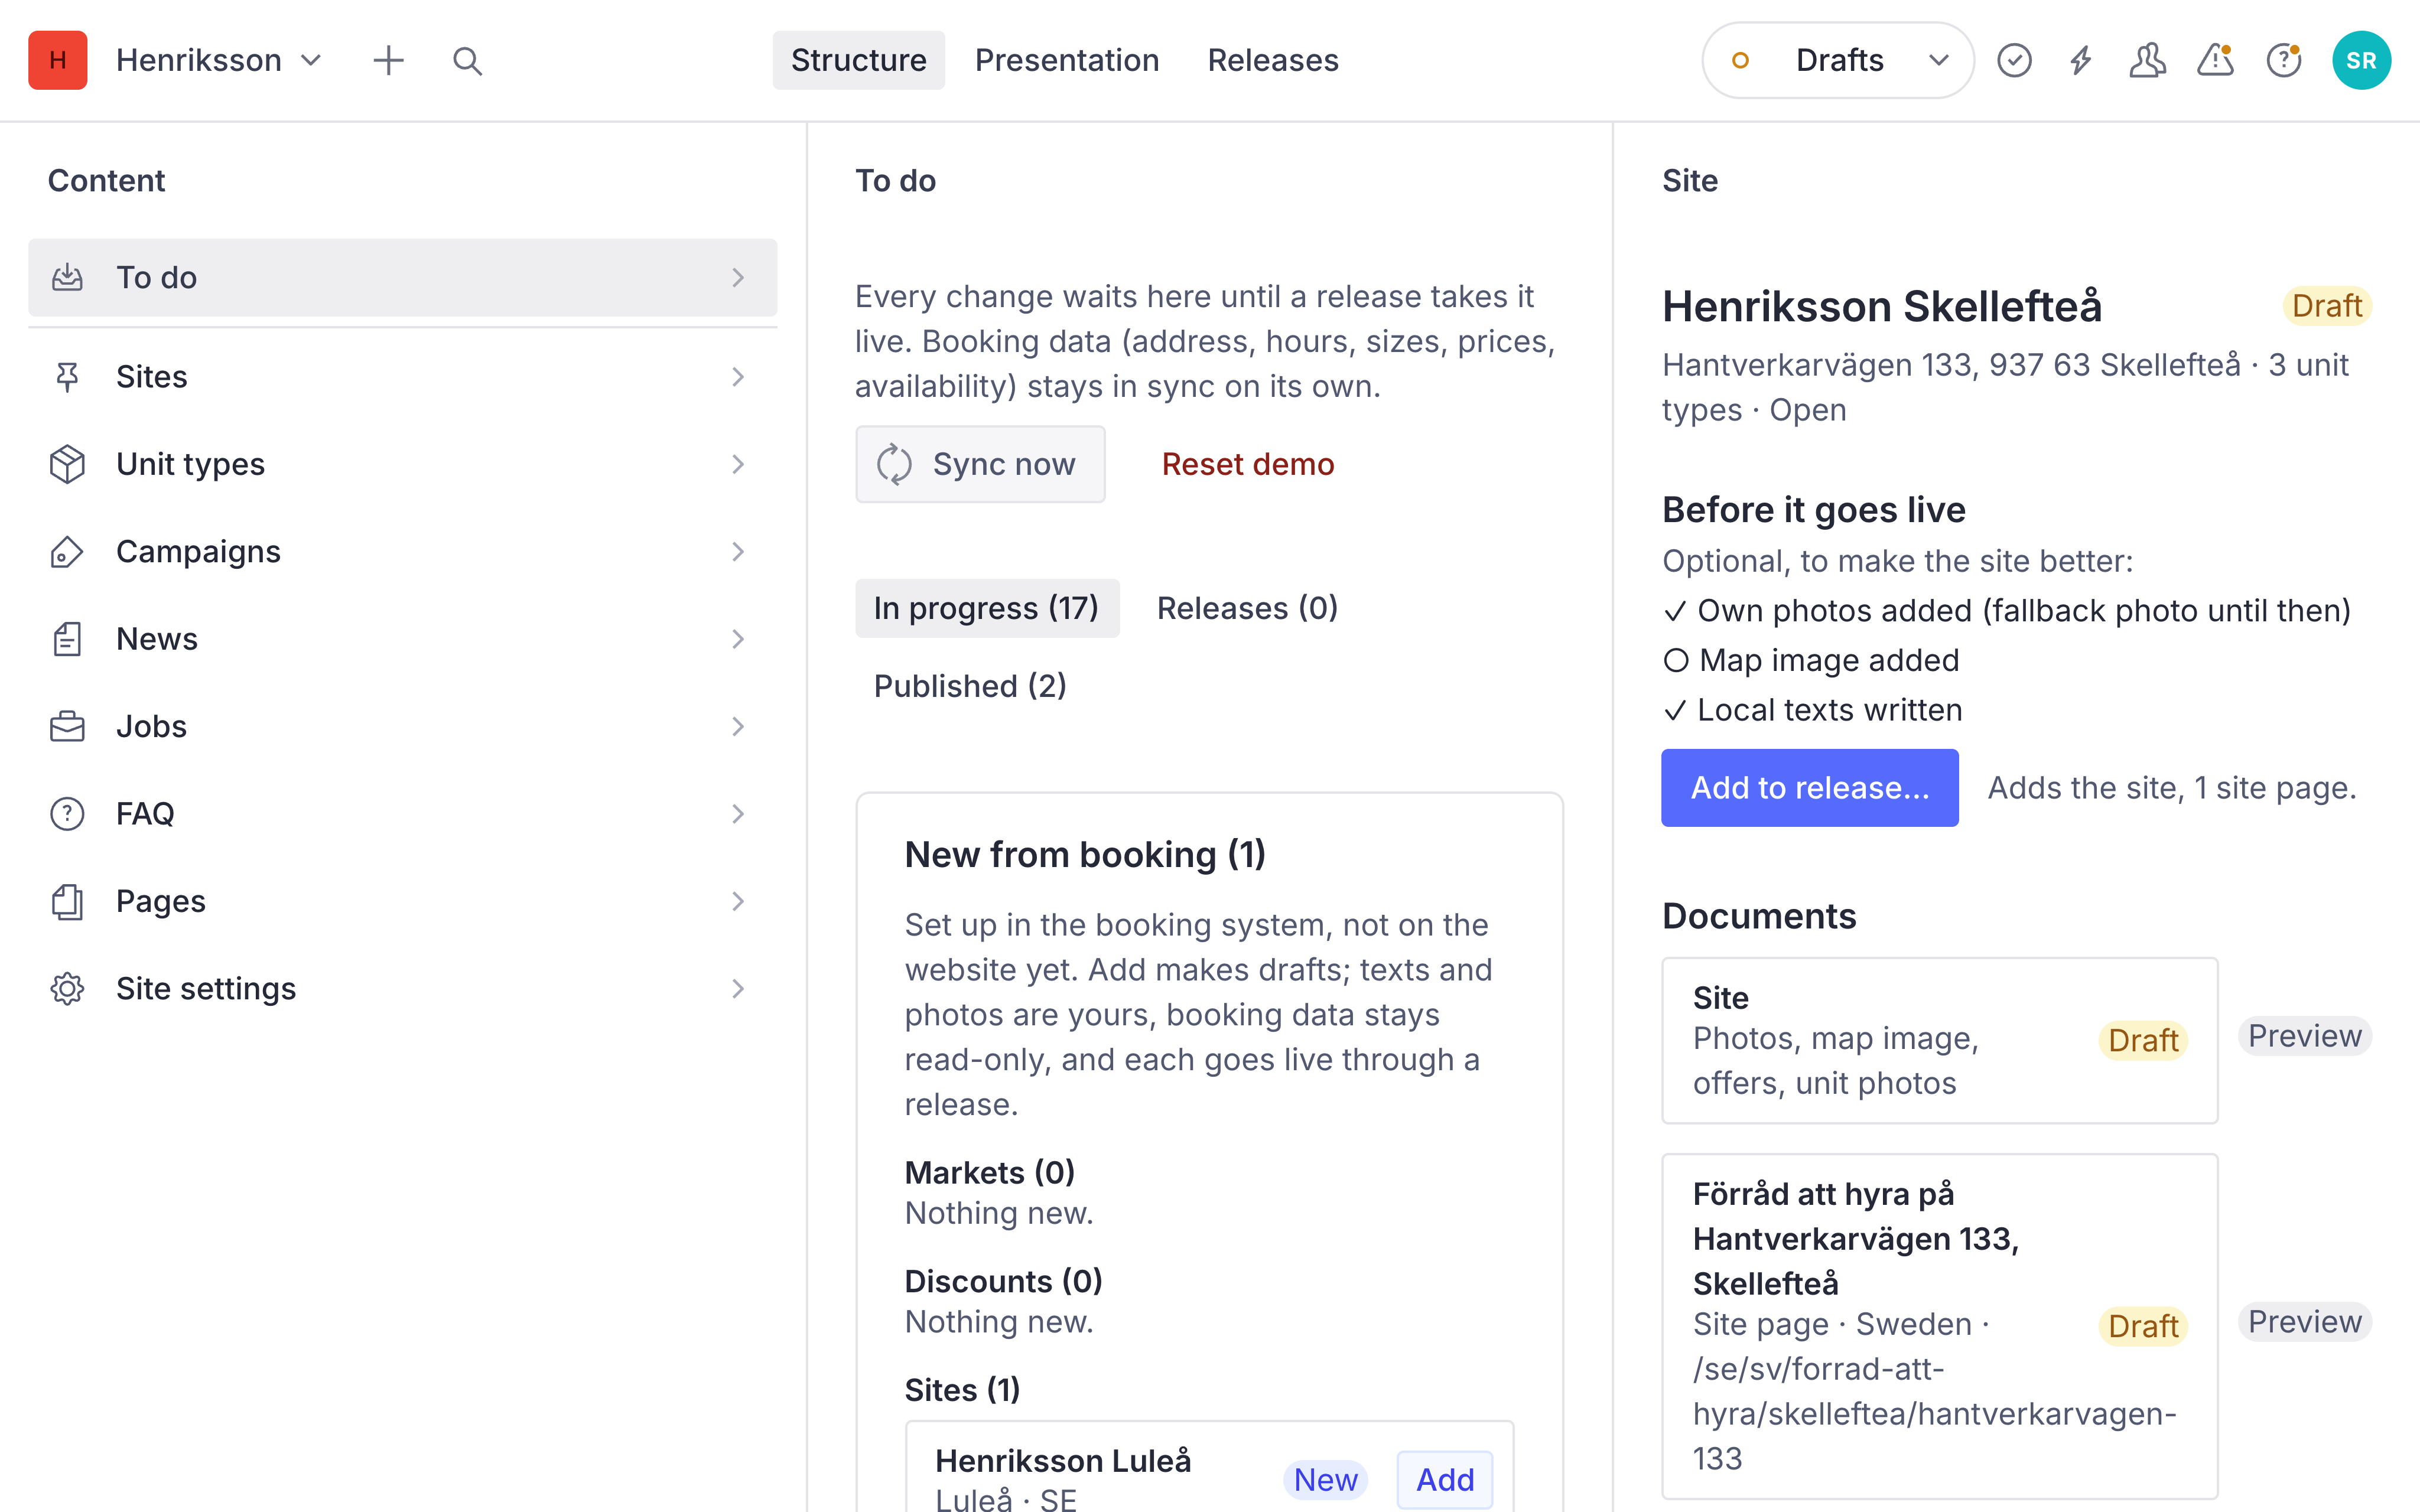 H Henriksson Structure Presentation Releases Drafts SR
Content
To do
Sites
Unit types
Campaigns
News
Jobs
FAQ
Pages
Site settings
To do
Every change waits here until a release takes it
live. Booking data (address, hours, sizes, prices,
availability) stays in sync on its own.
Sync now Reset demo
In progress (17) Releases (0)
Published (2)
New from booking (1)
Set up in the booking system, not on the
website yet. Add makes drafts; texts and
photos are yours, booking data stays
read-only, and each goes live through a
release.
Markets (0)
Nothing new.
Discounts (0)
Nothing new.
Sites (1)
Henriksson Luleå New Add
Luleå · SE
Site
Henriksson Skellefteå Draft
Hantverkarvägen 133, 937 63 Skellefteå · 3 unit
types · Open
Before it goes live
Optional, to make the site better:
✓ Own photos added (fallback photo until then)
○ Map image added
✓ Local texts written
Add to release... Adds the site, 1 site page.
Documents
Site
Photos, map image,
offers, unit photos
Draft Preview
Förråd att hyra på
Hantverkarvägen 133,
Skellefteå
Site page · Sweden ·
/se/sv/forrad-att-
hyra/skelleftea/hantverkarvagen-
133
Draft Preview